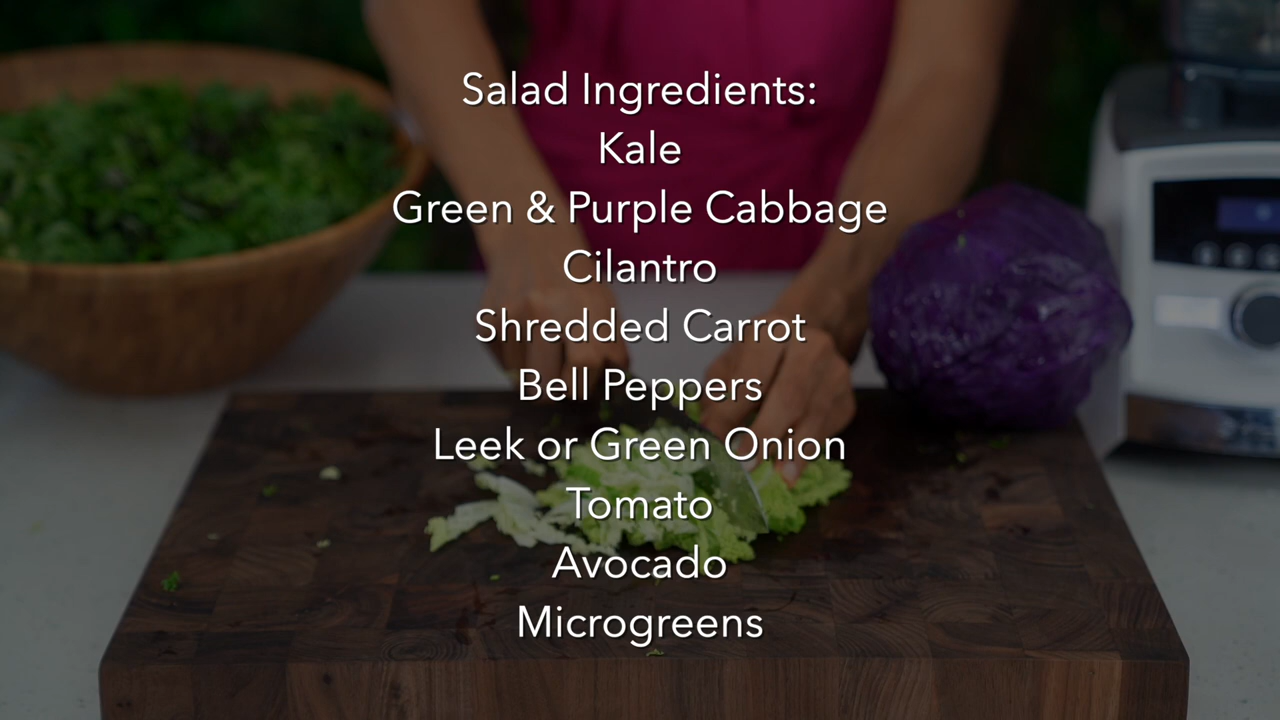 Salad Ingredients:
Kale
Green & Purple Cabbage
Cilantro
Shredded Carrot
Bell Peppers
Leek or Green Onion
Tomato
Avocado
Microgreens